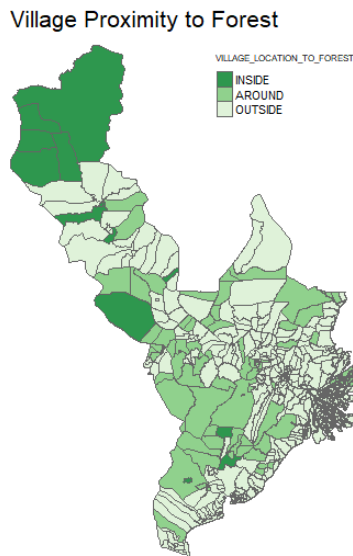 Village Proximity to Forest
VILLAGE_LOCATION_TO_FOREST
INSIDE
AROUND
OUTSIDE